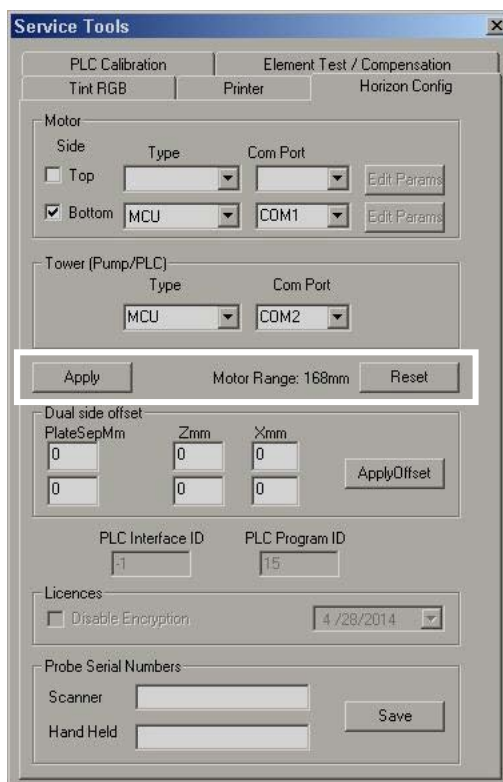 Service Tools
PLC Calibration Element Test / Compensation
Tint RGB Printer Horizon Config
Motor
Side Type Com Port
Top Edit Params
Bottom MCU COM1 Edit Params
Tower (Pump/PLC)
Type Com Port
MCU COM2
Apply Motor Range: 168mm Reset
Dual side offset
PlateSepMm Zmm Xmm
0 0 0
ApplyOffset
0 0 0
PLC Interface ID PLC Program ID
-1 15
Licences
Disable Encryption 4 /28/2014
Probe Serial Numbers
Scanner
Save
Hand Held